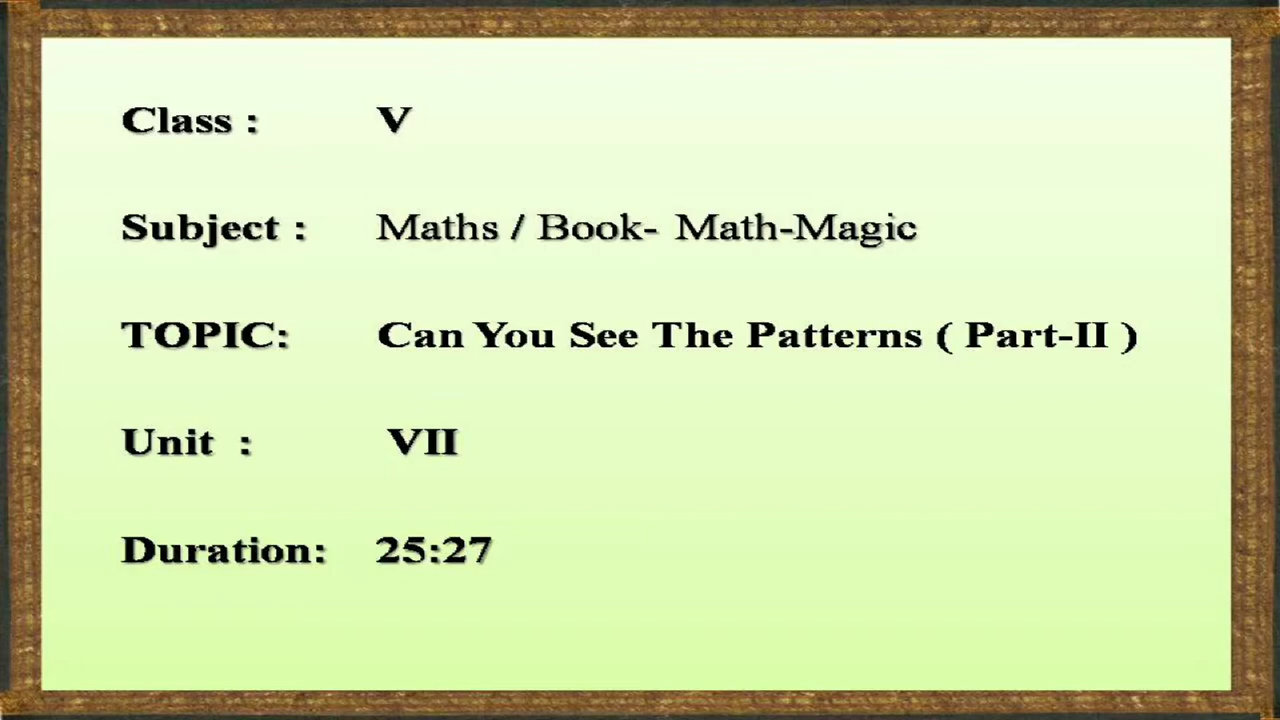 Class : V
Subject : Maths / Book- Math-Magic
TOPIC: Can You See The Patterns ( Part-II )
Unit : VII
Duration: 25:27